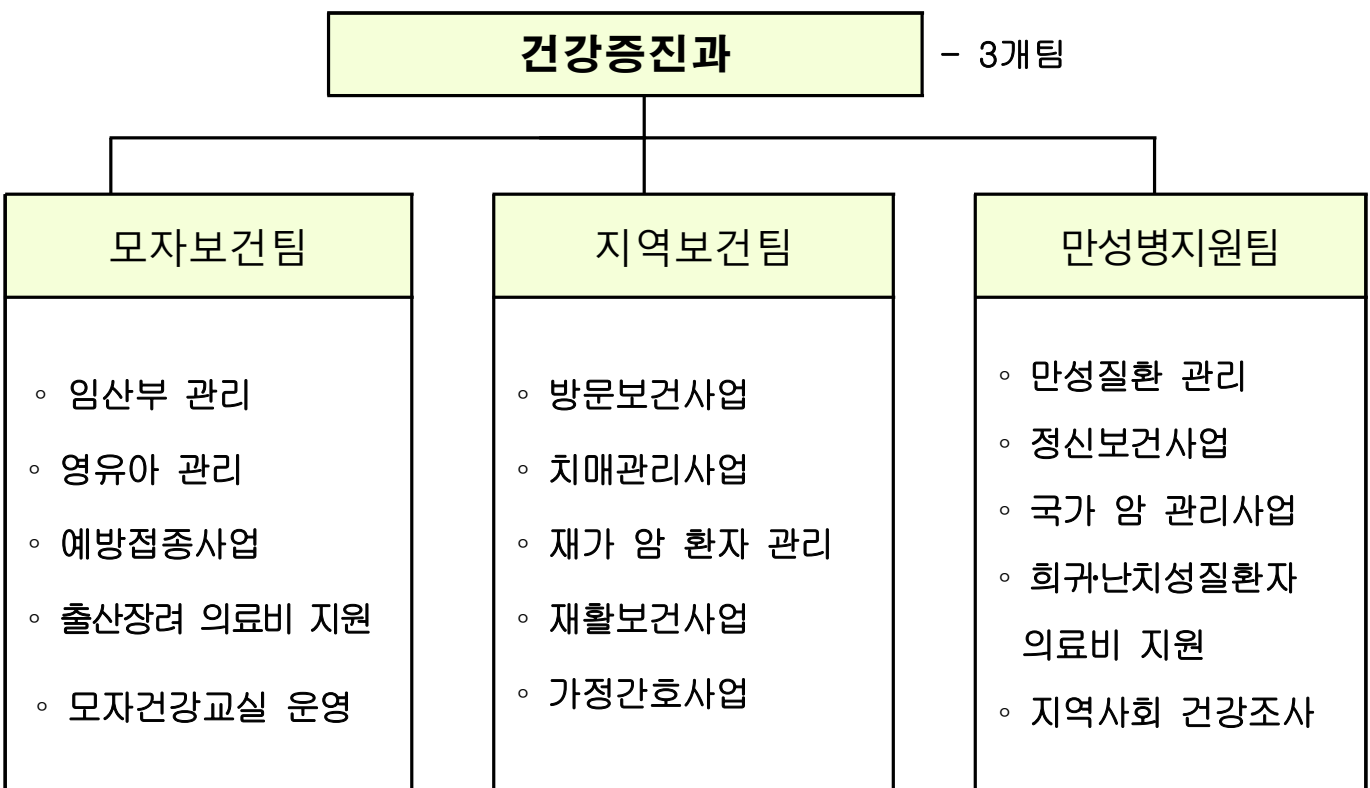 건강증진과
- 3개팀
모자보건팀
◦ 임산부 관리
◦ 영유아 관리
◦ 예방접종사업
◦ 출산장려 의료비 지원
◦ 모자건강교실 운영
지역보건팀
◦ 방문보건사업
◦ 치매관리사업
◦ 재가 암 환자 관리
◦ 재활보건사업
◦ 가정간호사업
만성병지원팀
◦ 만성질환 관리
◦ 정신보건사업
◦ 국가 암 관리사업
◦ 희귀·난치성질환자
의료비 지원
◦ 지역사회 건강조사